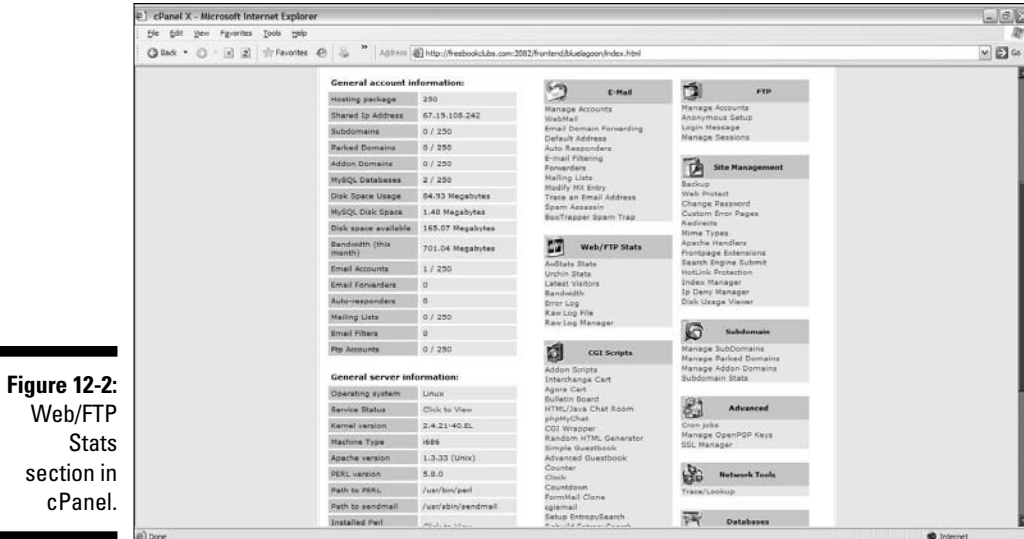 cPanel X - Microsoft Internet Explorer
File Edit View Favorites Tools Help
Back Favorites Address http://freebookclubs.com:2082/frontend/bluelagoon/index.html Go
General account information:
Hosting package 250
Shared Ip Address 67.15.108.242
Subdomains 0 / 250
Parked Domains 0 / 250
Addon Domains 0 / 250
MySQL Databases 2 / 250
Disk Space Usage 84.93 Megabytes
MySQL Disk Space 1.48 Megabytes
Disk space available 165.07 Megabytes
Bandwidth (this month) 701.04 Megabytes
Email Accounts 1 / 250
Email Forwarders 0
Auto-responders 0
Mailing Lists 0 / 250
Email Filters 0
Ftp Accounts 0 / 250
General server information:
Operating system Linux
Service Status Click to View
Kernel version 2.4.21-40.EL
Machine Type i686
Apache version 1.3.33 (Unix)
PERL version 5.8.0
Path to PERL /usr/bin/perl
Path to sendmail /usr/sbin/sendmail
Installed Perl Click to View
E-Mail
Manage Accounts
WebMail
Email Domain Forwarding
Default Address
Auto Responders
E-mail Filtering
Forwarders
Mailing Lists
Modify MX Entry
Trace an Email Address
Spam Assassin
BoxTrapper Spam Trap
Web/FTP Stats
AwStats Stats
Urchin Stats
Latest Visitors
Bandwidth
Error Log
Raw Log File
Raw Log Manager
CGI Scripts
Addon Scripts
Interchange Cart
Agora Cart
Bulletin Board
HTML/Java Chat Room
phpMyChat
CGI Wrapper
Random HTML Generator
Simple Guestbook
Advanced Guestbook
Counter
Clock
Countdown
FormMail Clone
cgiemail
Setup EntropySearch
Rebuild EntropySearch
FTP
Manage Accounts
Anonymous Setup
Login Message
Manage Sessions
Site Management
Backup
Web Protect
Change Password
Custom Error Pages
Redirects
Mime Types
Apache Handlers
Frontpage Extensions
Search Engine Submit
HotLink Protection
Index Manager
Ip Deny Manager
Disk Usage Viewer
Subdomain
Manage SubDomains
Manage Parked Domains
Manage Addon Domains
Subdomain Stats
Advanced
Cron jobs
Manage OpenPGP Keys
SSL Manager
Network Tools
Trace/Lookup
Databases
Done Internet
Figure 12-2:
Web/FTP
Stats
section in
cPanel.